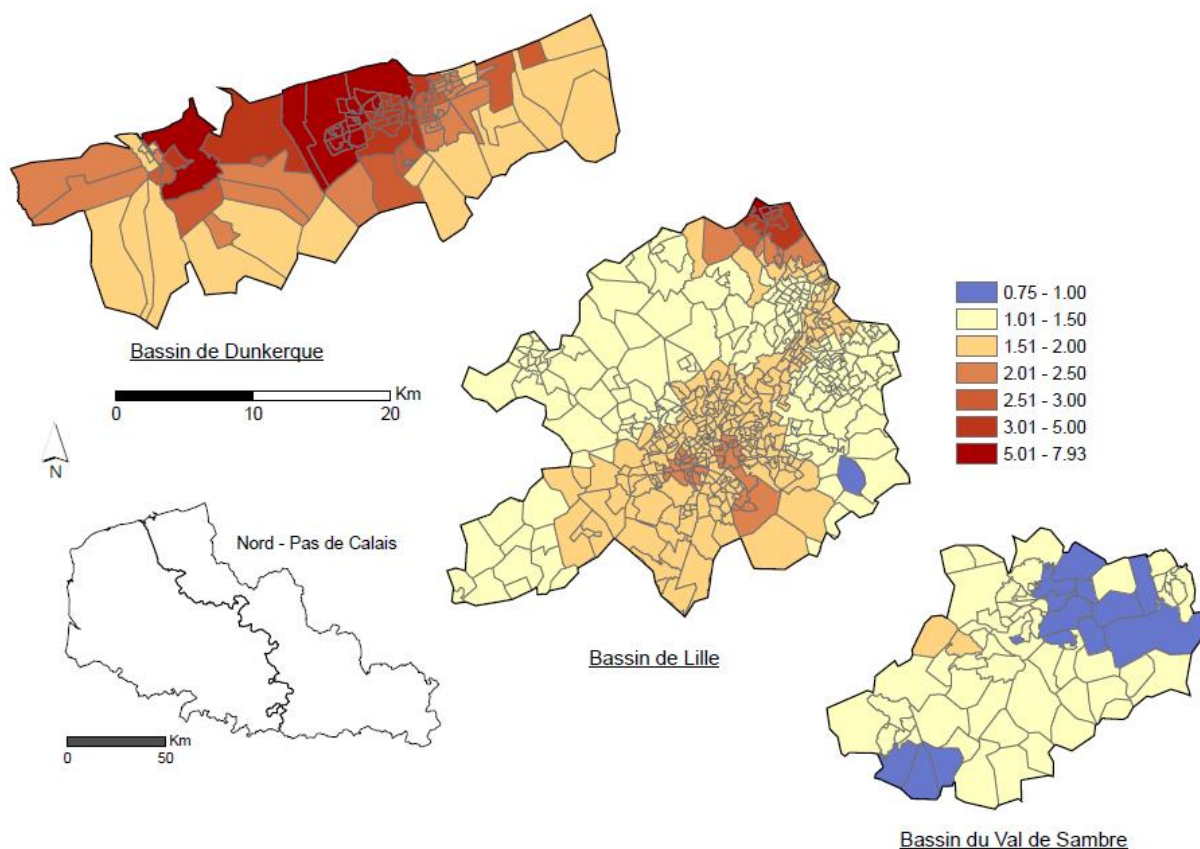 Bassin de Dunkerque
Km
0 10 20
N
0.75 - 1.00
1.01 - 1.50
1.51 - 2.00
2.01 - 2.50
2.51 - 3.00
3.01 - 5.00
5.01 - 7.93
Nord - Pas de Calais
Bassin de Lille
Km
0 50
Bassin du Val de Sambre